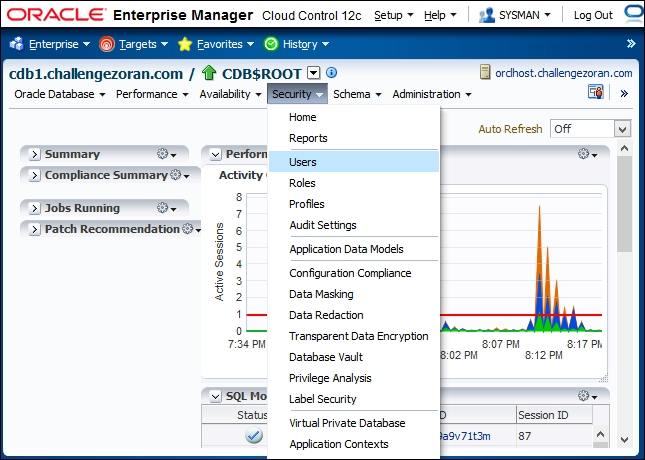 ORACLE Enterprise Manager Cloud Control 12c Setup Help SYSMAN Log Out
Enterprise Targets Favorites History »
cdb1.challengezoran.com / CDB$ROOT ordhost.challengezoran.com
Oracle Database Performance Availability Security Schema Administration »
Home
Reports
Users
Roles
Profiles
Audit Settings
Application Data Models
Configuration Compliance
Data Masking
Data Redaction
Transparent Data Encryption
Database Vault
Privilege Analysis
Label Security
Virtual Private Database
Application Contexts
Auto Refresh Off
Summary
Compliance Summary
Jobs Running
Patch Recommendation
Active Sessions
8
7
6
5
4
3
2
1
0
7:34 PM
8:02 PM
8:07 PM
8:12 PM
8:17 PM
Status
Session ID
9a9v71t3m 87